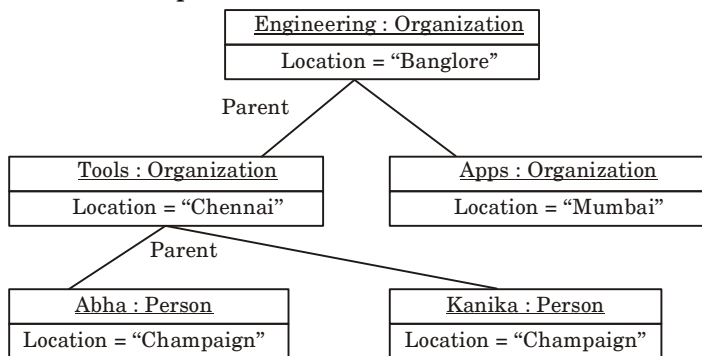 Engineering : Organization
Location = “Banglore”
Parent
Tools : Organization
Location = “Chennai”
Apps : Organization
Location = “Mumbai”
Parent
Abha : Person
Location = “Champaign”
Kanika : Person
Location = “Champaign”